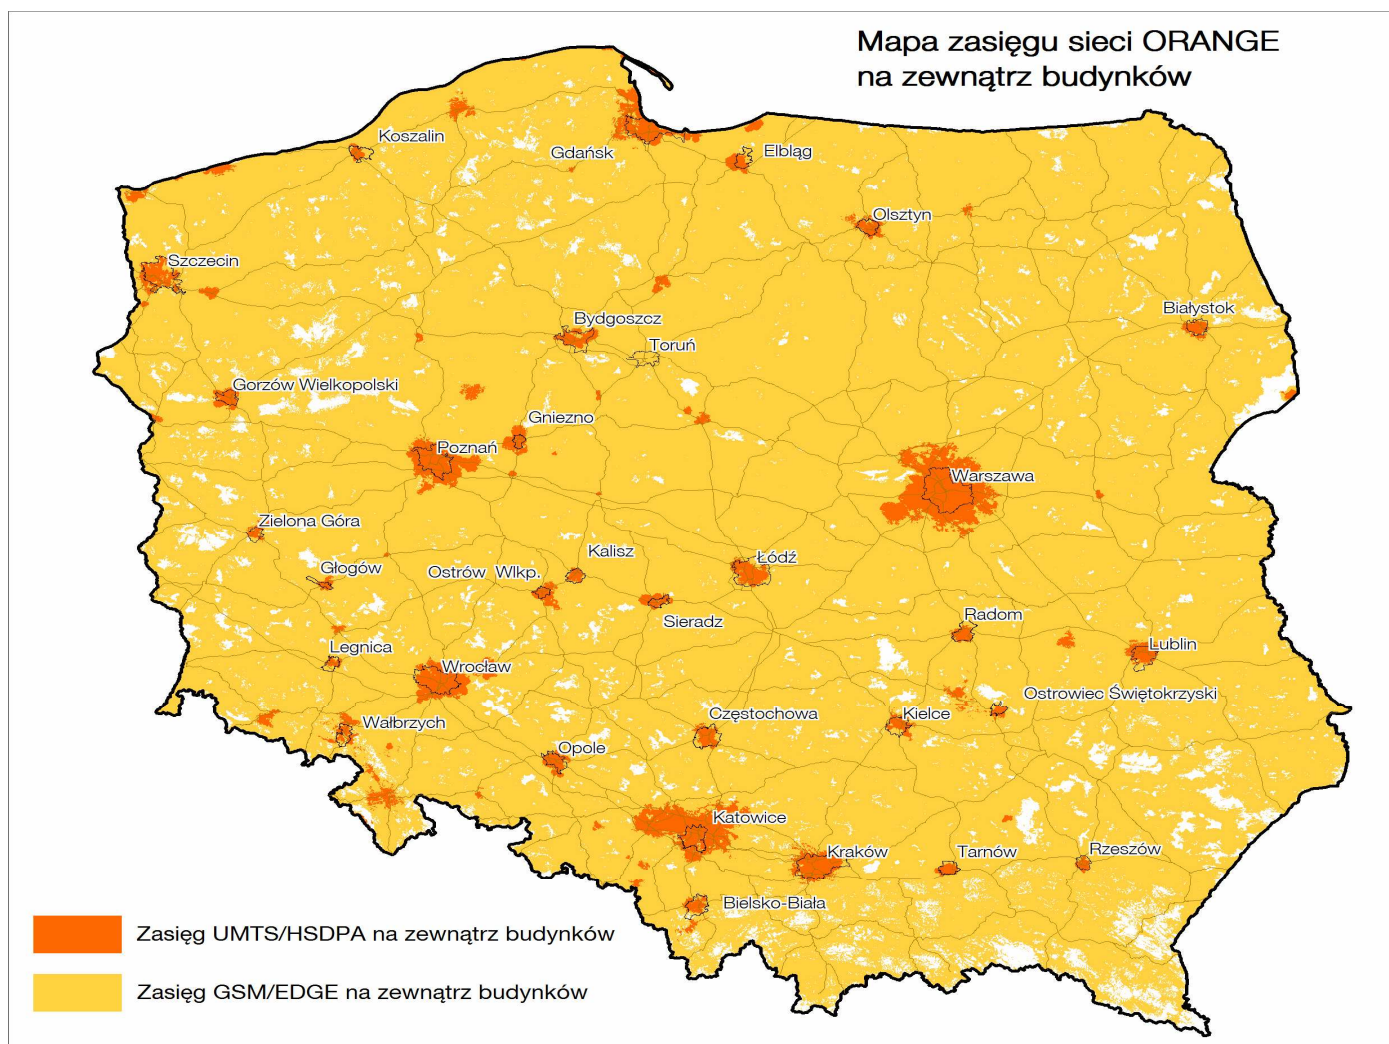 Mapa zasięgu sieci ORANGE
na zewnątrz budynków
Koszalin
Gdańsk
Elbląg
Olsztyn
Szczecin
Białystok
Bydgoszcz
Toruń
Gorzów Wielkopolski
Gniezno
Poznań
Warszawa
Zielona Góra
Kalisz
Łódź
Głogów
Ostrów Wlkp.
Sieradz
Radom
Legnica
Wrocław
Lublin
Ostrowiec Świętokrzyski
Wałbrzych
Częstochowa
Kielce
Opole
Katowice
Kraków
Tarnów
Rzeszów
Bielsko-Biała
Zasięg UMTS/HSDPA na zewnątrz budynków
Zasięg GSM/EDGE na zewnątrz budynków